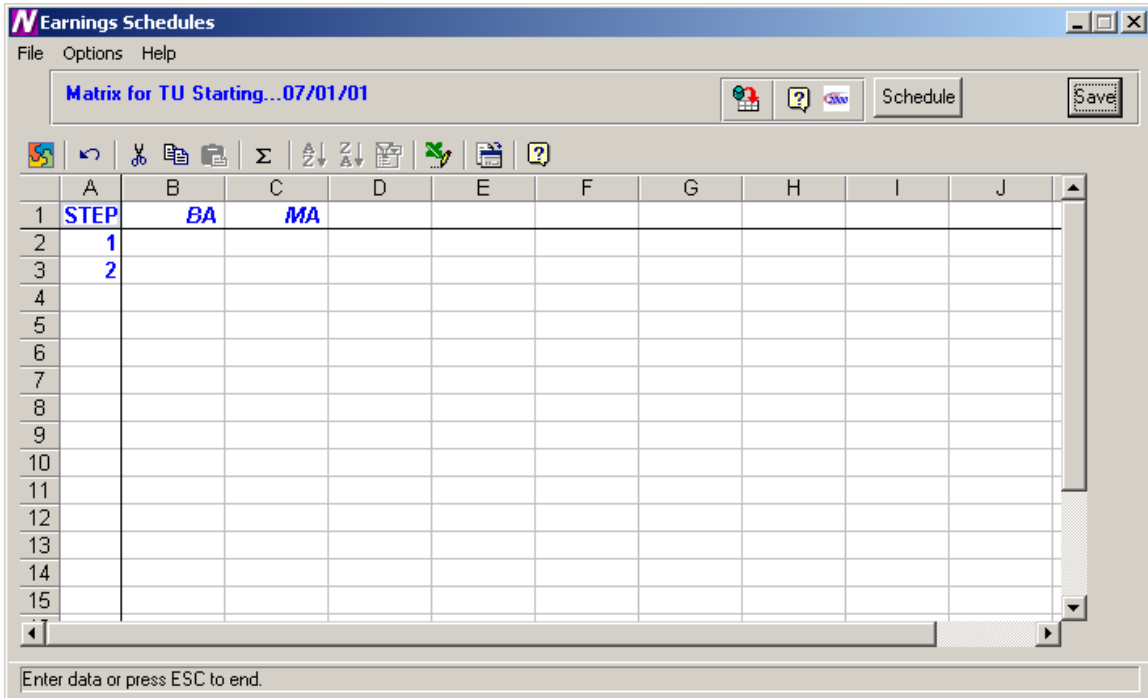 Earnings Schedules
File Options Help
Matrix for TU Starting...07/01/01
Schedule
Save
A B C D E F G H I J
1 STEP BA MA
2 1
3 2
4
5
6
7
8
9
10
11
12
13
14
15
Enter data or press ESC to end.